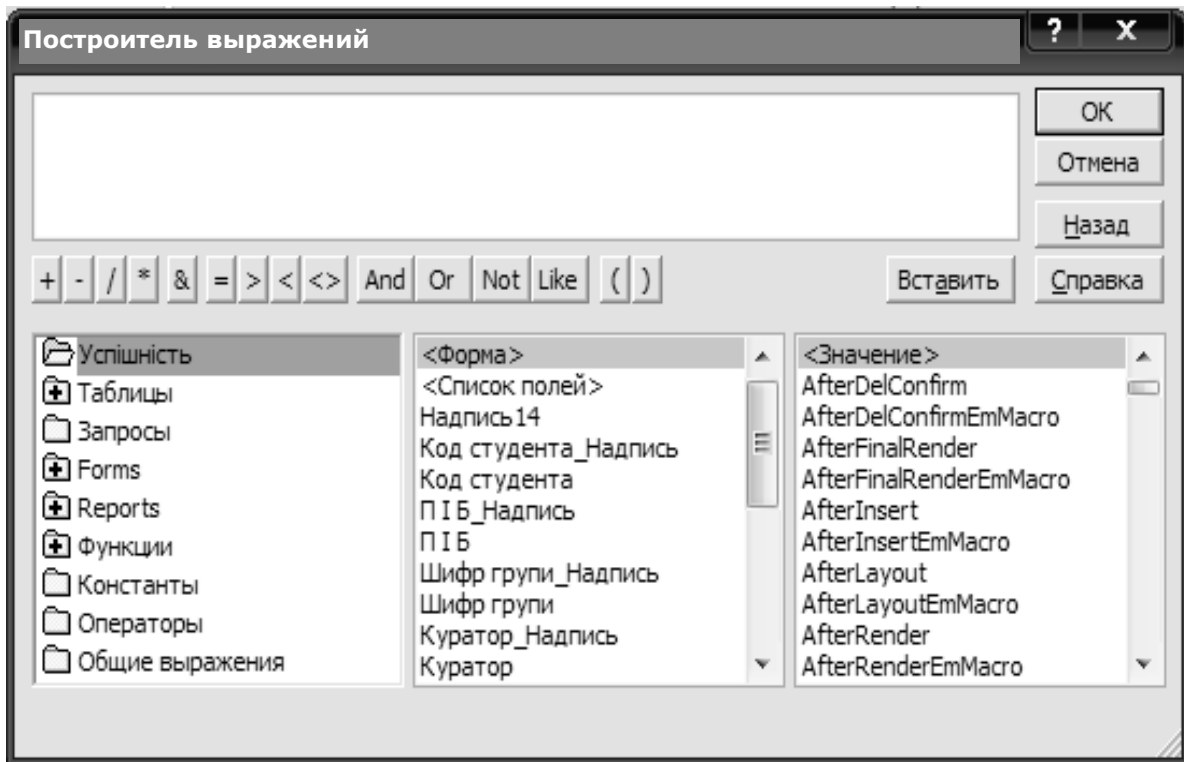 Построитель выражений
? X
OK
Отмена
Назад
+ - / * & = > < <> And Or Not Like ( ) Вставить Справка
Успішність
Таблицы
Запросы
Forms
Reports
Функции
Константы
Операторы
Общие выражения
<Форма>
<Список полей>
Надпись14
Код студента_Надпись
Код студента
П І Б_Надпись
П І Б
Шифр групи_Надпись
Шифр групи
Куратор_Надпись
Куратор
<Значение>
AfterDelConfirm
AfterDelConfirmEmMacro
AfterFinalRender
AfterFinalRenderEmMacro
AfterInsert
AfterInsertEmMacro
AfterLayout
AfterLayoutEmMacro
AfterRender
AfterRenderEmMacro